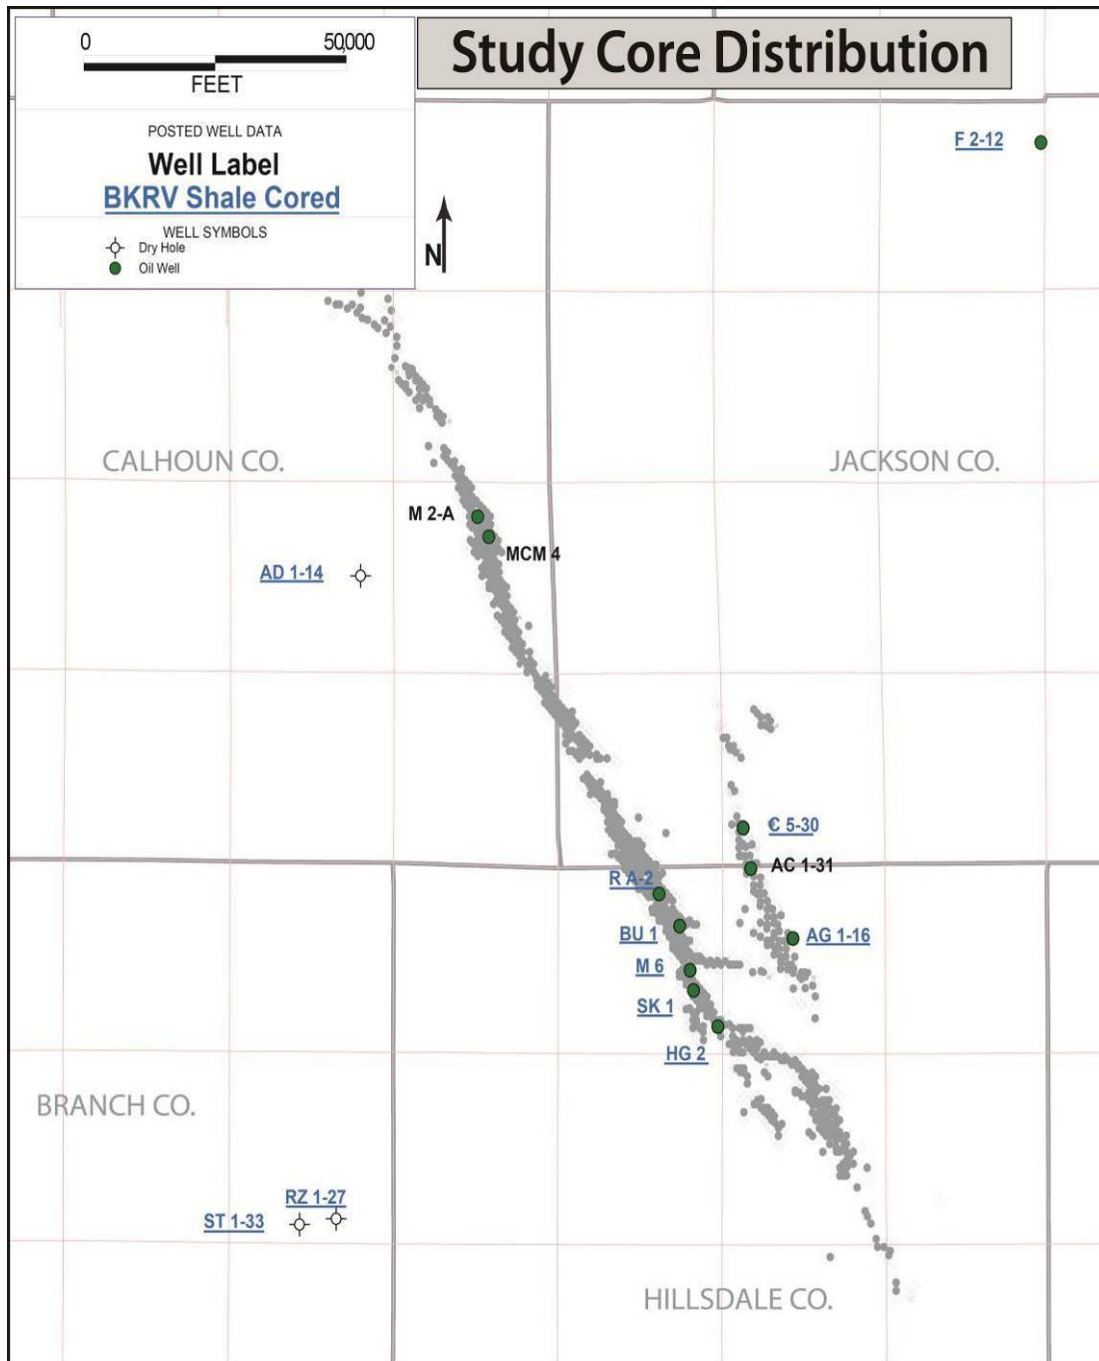 Study Core Distribution
0 50,000
FEET
POSTED WELL DATA
Well Label
BKRV Shale Cored
WELL SYMBOLS
Dry Hole
Oil Well
N
F 2-12
CALHOUN CO.
JACKSON CO.
M 2-A
MCM 4
AD 1-14
C 5-30
AC 1-31
R A-2
BU 1
AG 1-16
M 6
SK 1
HG 2
BRANCH CO.
RZ 1-27
ST 1-33
HILLSDALE CO.